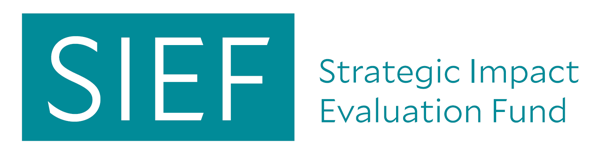 SIEF
Strategic Impact
Evaluation Fund